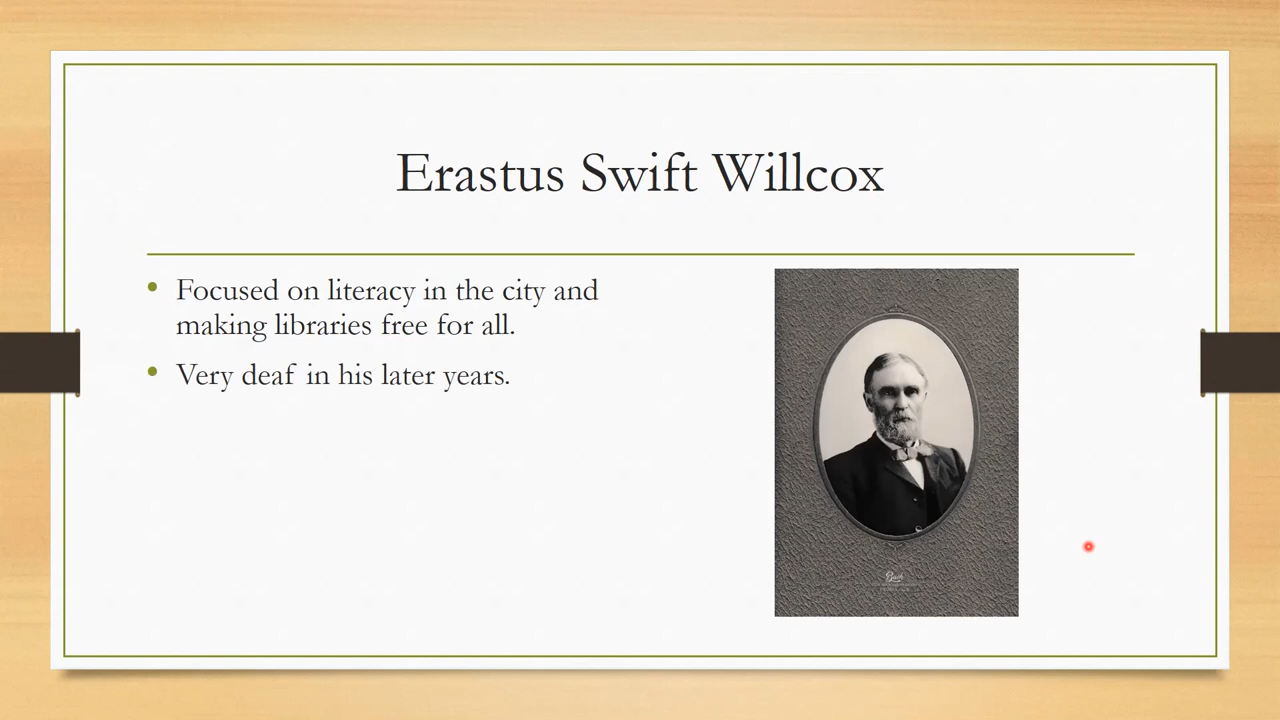 Erastus Swift Willcox
• Focused on literacy in the city and
making libraries free for all.
• Very deaf in his later years.